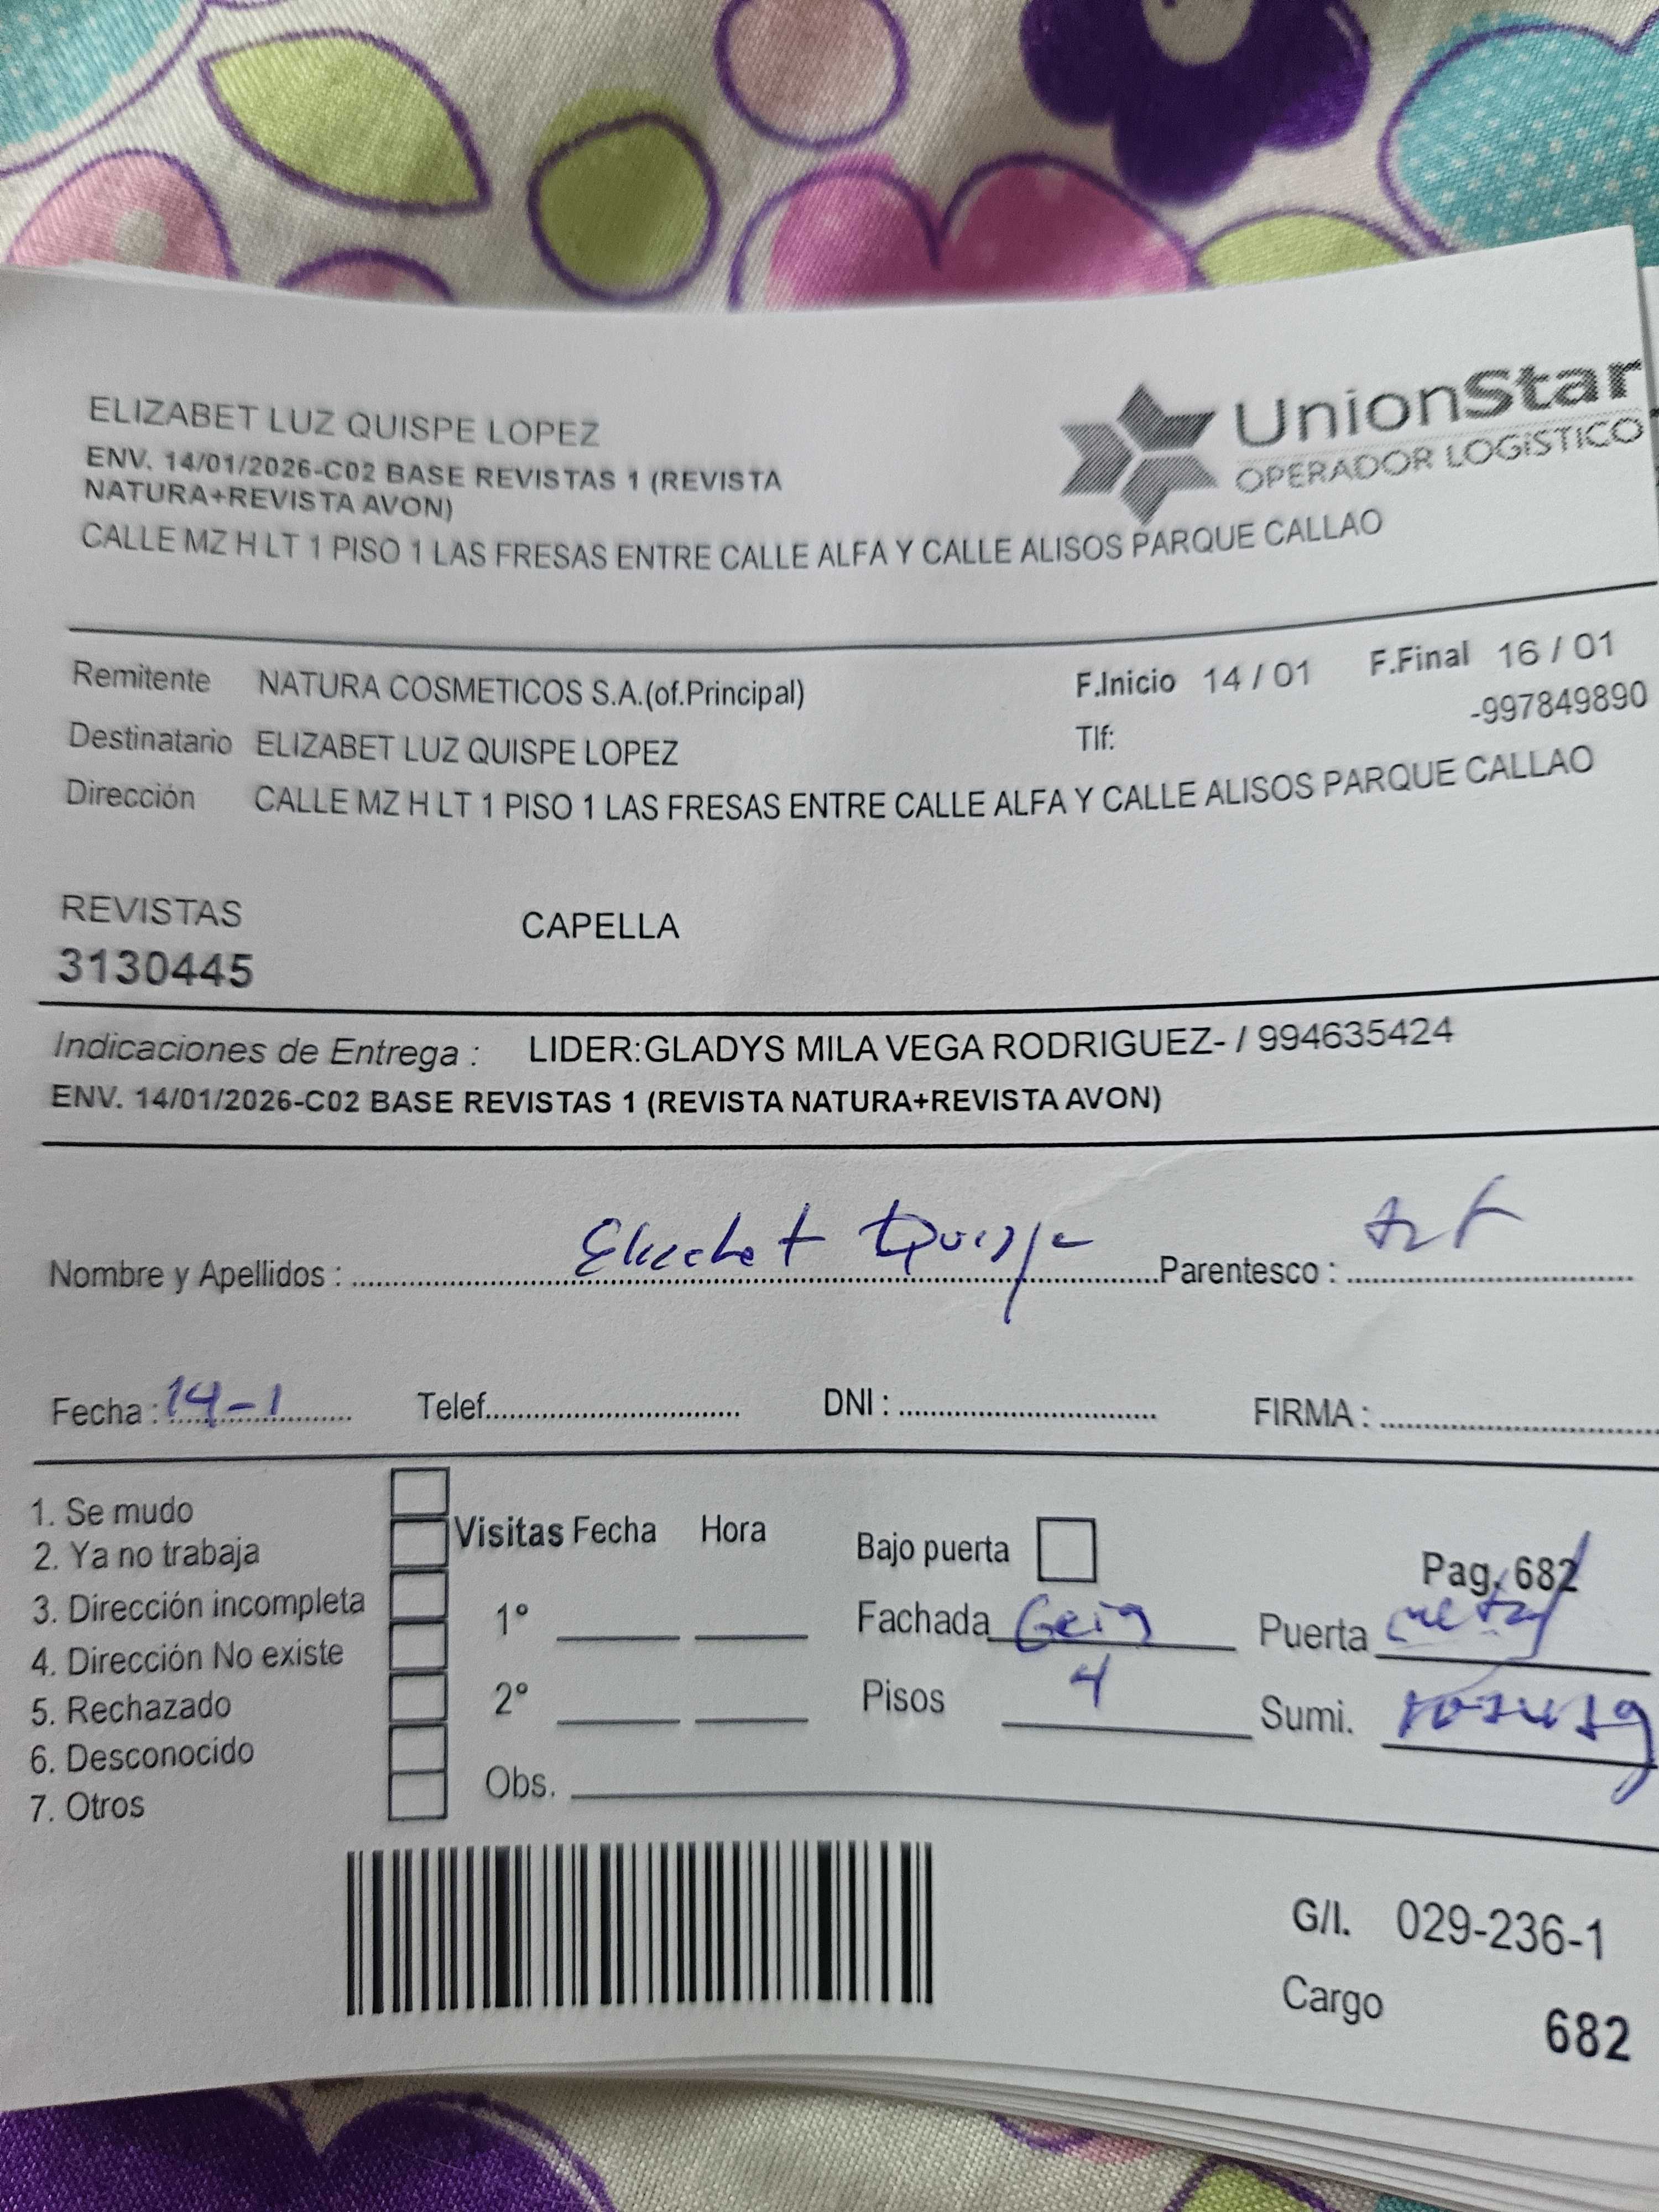 ELIZABET LUZ QUISPE LOPEZ
ENV. 14/01/2026-C02 BASE REVISTAS 1 (REVISTA
NATURA+REVISTA AVON)
CALLE MZ H LT 1 PISO 1 LAS FRESAS ENTRE CALLE ALFA Y CALLE ALISOS PARQUE CALLAO
UnionStar
OPERADOR LOGíSTICO
Remitente NATURA COSMETICOS S.A.(of.Principal) F.Inicio 14 / 01 F.Final 16 / 01
Destinatario ELIZABET LUZ QUISPE LOPEZ Tlf: -997849890
Dirección CALLE MZ H LT 1 PISO 1 LAS FRESAS ENTRE CALLE ALFA Y CALLE ALISOS PARQUE CALLAO
REVISTAS CAPELLA
3130445
Indicaciones de Entrega : LIDER:GLADYS MILA VEGA RODRIGUEZ- / 994635424
ENV. 14/01/2026-C02 BASE REVISTAS 1 (REVISTA NATURA+REVISTA AVON)
Nombre y Apellidos : Quispe Parentesco :
Fecha : 14-1 Telef. DNI : FIRMA :
1. Se mudo
2. Ya no trabaja
3. Dirección incompleta
4. Dirección No existe
5. Rechazado
6. Desconocido
7. Otros
Visitas Fecha Hora
1°
2°
Obs.
Bajo puerta
Pag. 682
Fachada Puerta metal
Pisos 4 Sumi.
G/I. 029-236-1
Cargo 682